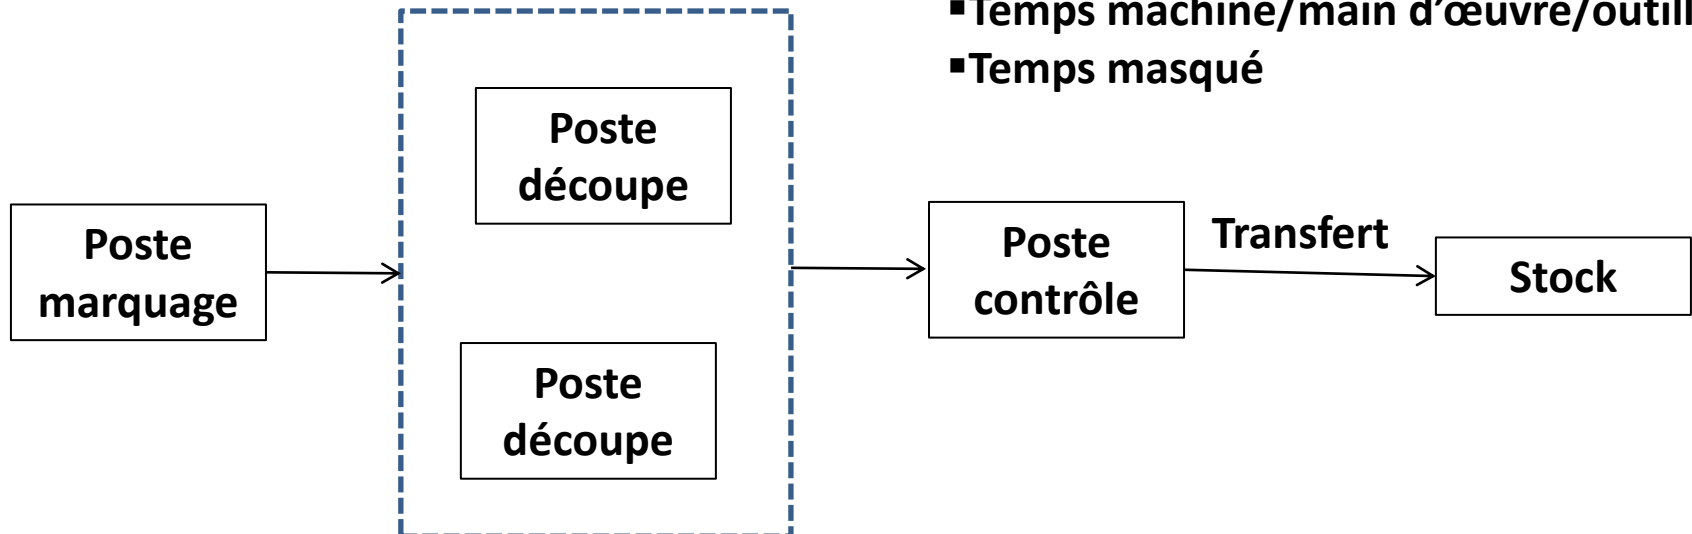 ▪Temps machine/main d'œuvre/outill
▪Temps masqué
Poste
découpe
Poste
marquage
Poste
contrôle
Transfert
Stock
Poste
découpe